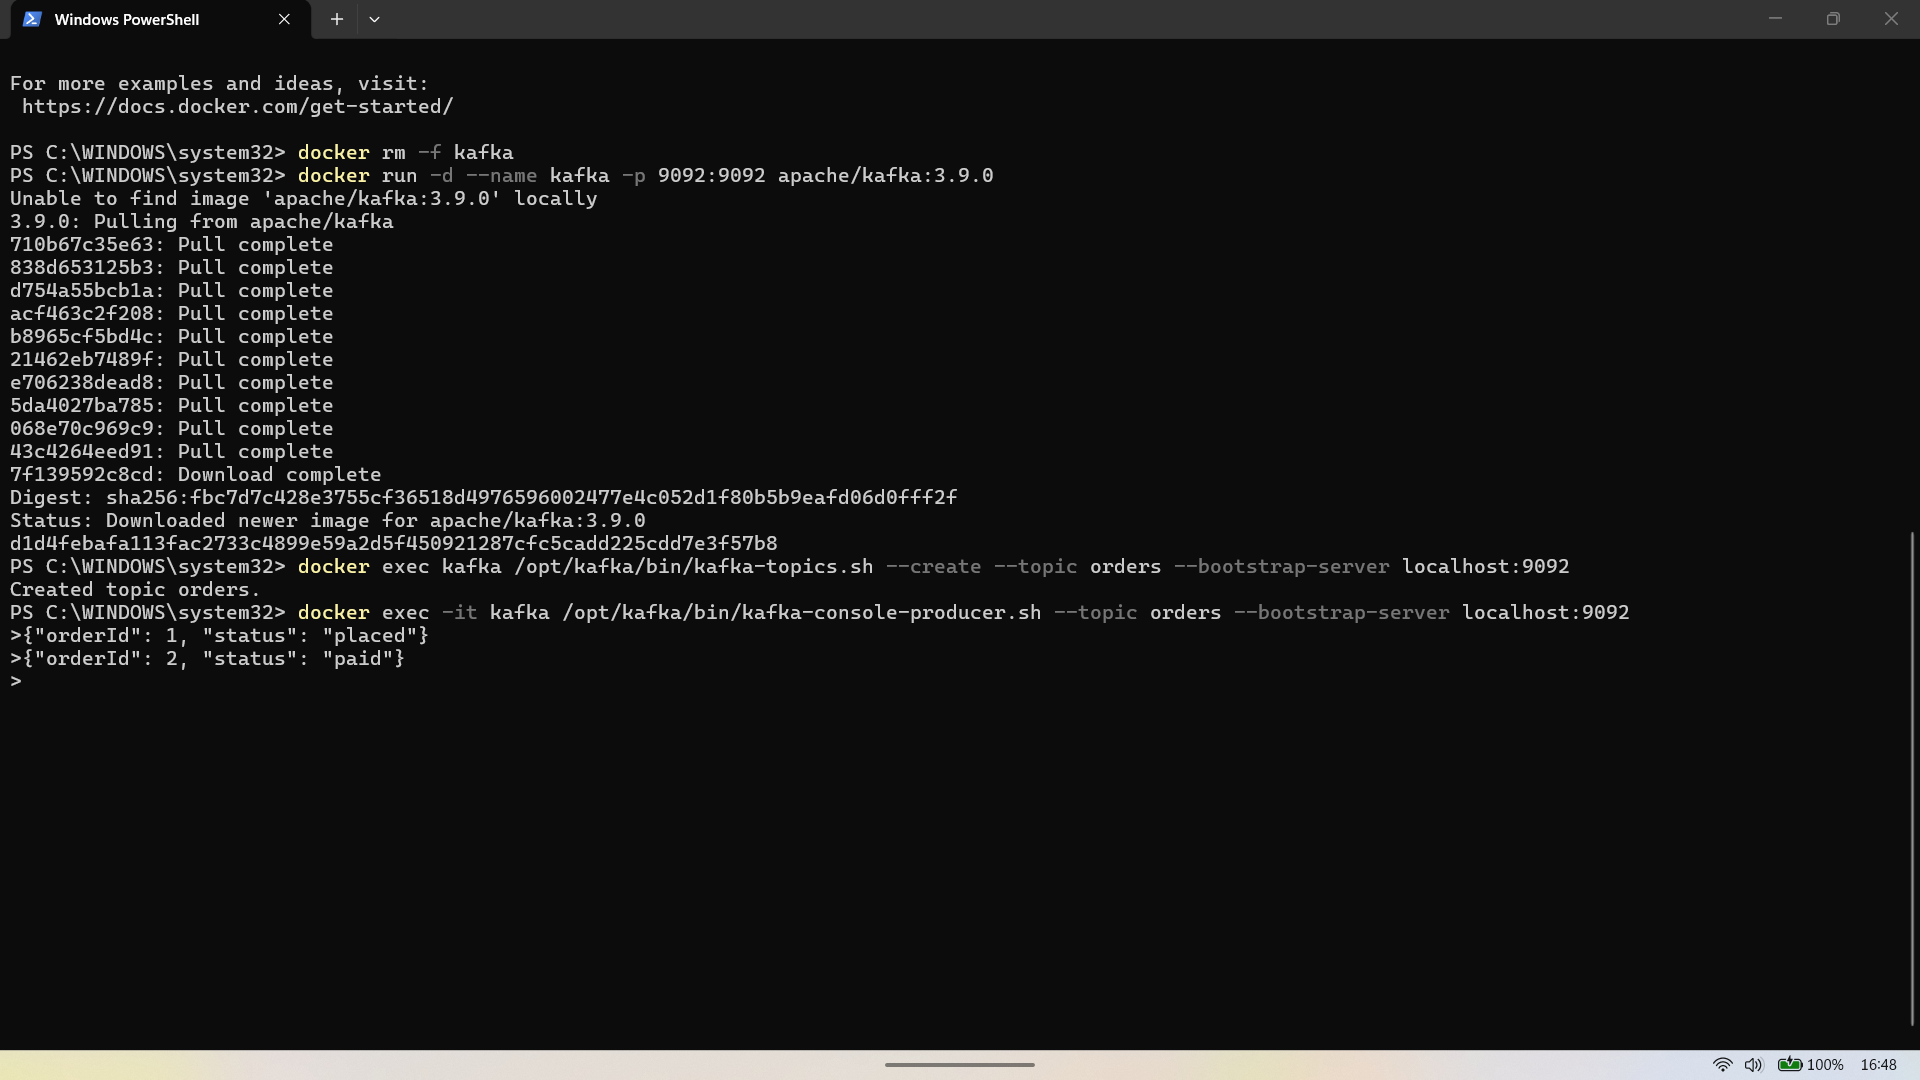 Windows PowerShell
For more examples and ideas, visit:
https://docs.docker.com/get-started/
PS C:\WINDOWS\system32> docker rm -f kafka
PS C:\WINDOWS\system32> docker run -d --name kafka -p 9092:9092 apache/kafka:3.9.0
Unable to find image 'apache/kafka:3.9.0' locally
3.9.0: Pulling from apache/kafka
710b67c35e63: Pull complete
838d653125b3: Pull complete
d754a55bcb1a: Pull complete
acf463c2f208: Pull complete
b8965cf5bd4c: Pull complete
21462eb7489f: Pull complete
e706238dead8: Pull complete
5da4027ba785: Pull complete
068e70c969c9: Pull complete
43c4264eed91: Pull complete
7f139592c8cd: Download complete
Digest: sha256:fbc7d7c428e3755cf36518d4976596002477e4c052d1f80b5b9eafd06d0fff2f
Status: Downloaded newer image for apache/kafka:3.9.0
d1d4febafa113fac2733c4899e59a2d5f450921287cfc5cadd225cdd7e3f57b8
PS C:\WINDOWS\system32> docker exec kafka /opt/kafka/bin/kafka-topics.sh --create --topic orders --bootstrap-server localhost:9092
Created topic orders.
PS C:\WINDOWS\system32> docker exec -it kafka /opt/kafka/bin/kafka-console-producer.sh --topic orders --bootstrap-server localhost:9092
>{"orderId": 1, "status": "placed"}
>{"orderId": 2, "status": "paid"}
>
100% 16:48